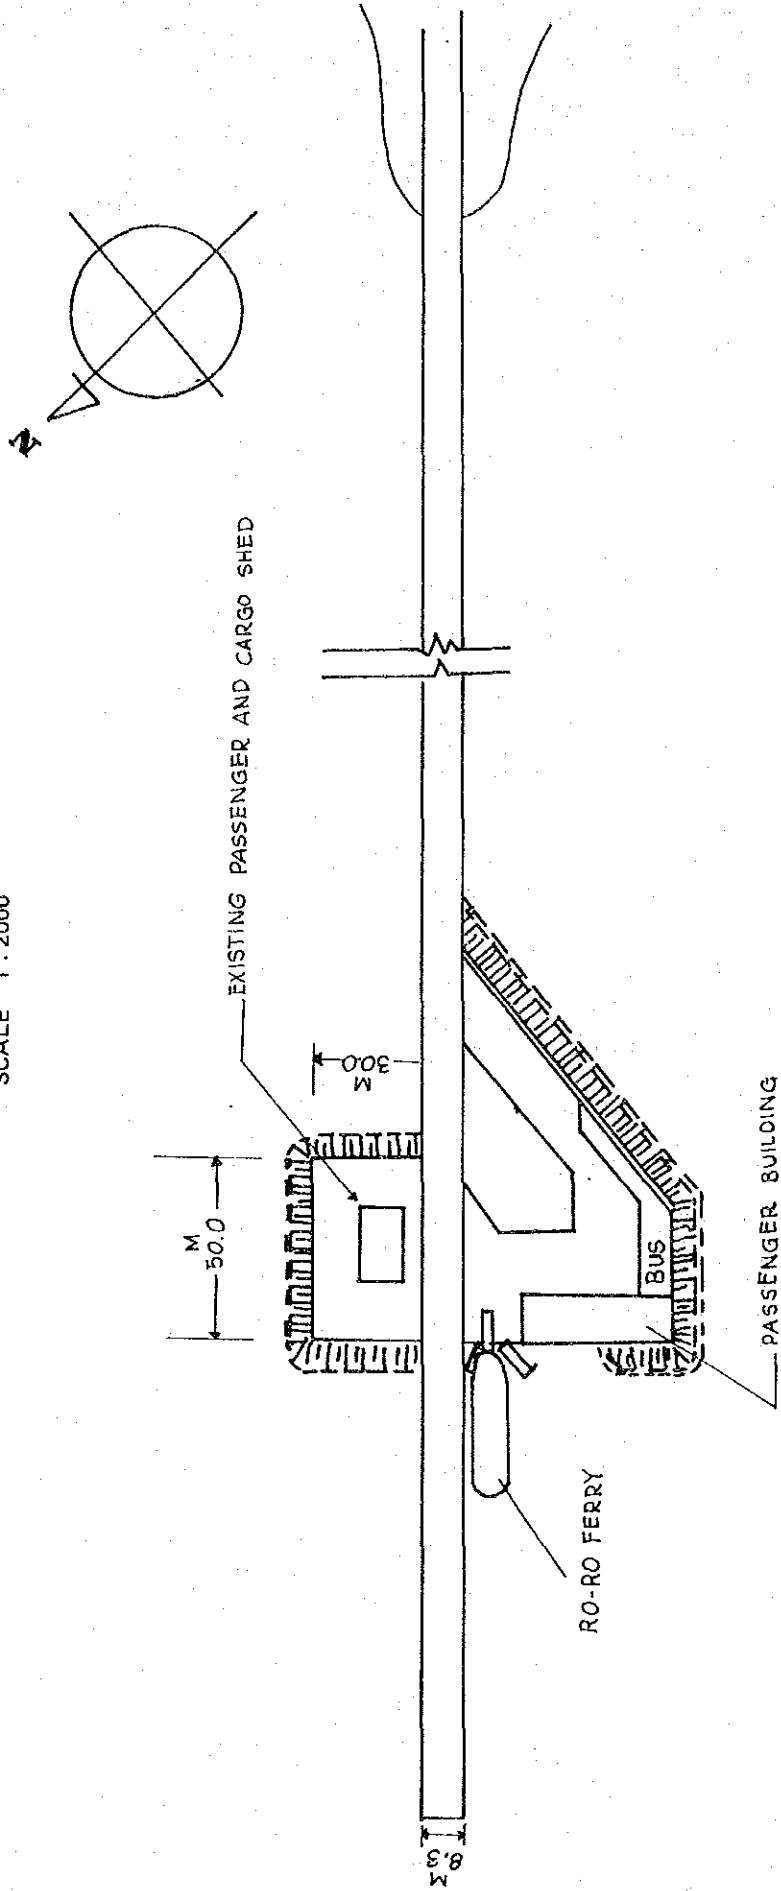 SCALE 1 : 2000
N
EXISTING PASSENGER AND CARGO SHED
M
50.0
M
30.0
BUS
PASSENGER BUILDING
RO-RO FERRY
M
8.3